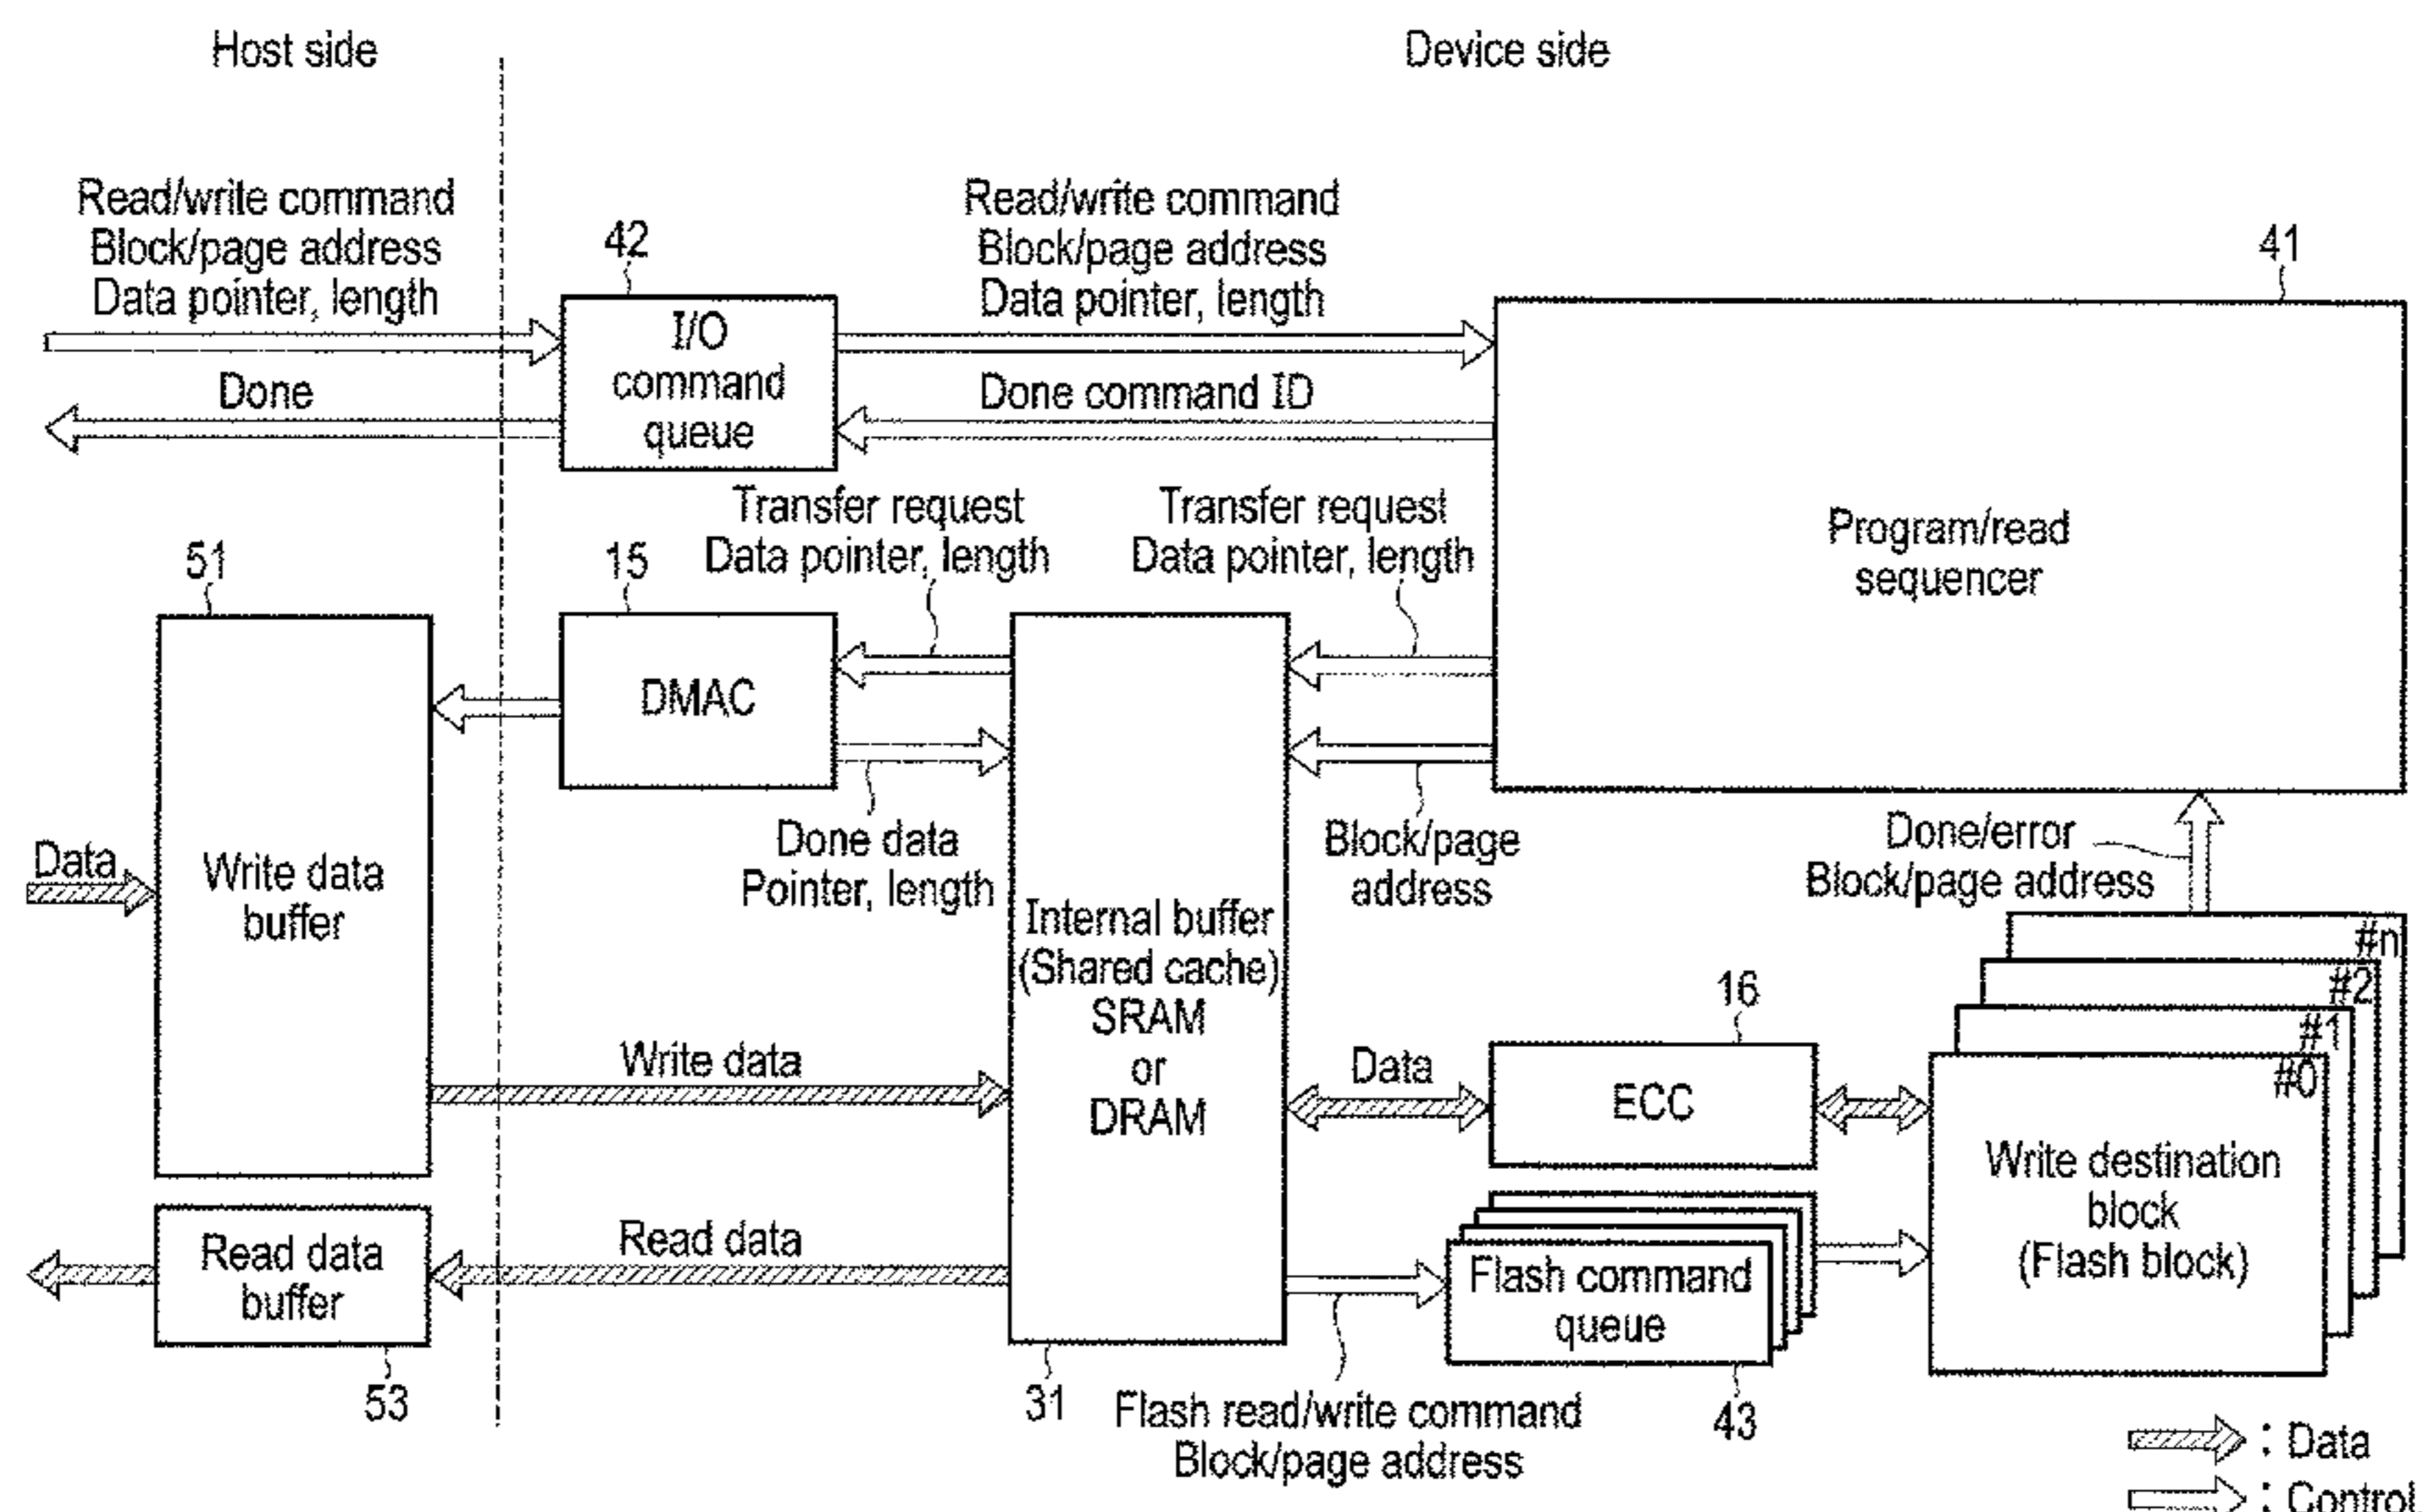 Host side
Device side
Read/write command
Block/page address
Data pointer, length
42
Read/write command
Block/page address
Data pointer, length
41
I/O
command
queue
Done
Done command ID
Program/read
sequencer
51
15
Transfer request
Data pointer, length
Transfer request
Data pointer, length
DMAC
Data
Write data
buffer
Done data
Pointer, length
Internal buffer
(Shared cache)
SRAM
or
DRAM
Block/page
address
Done/error
Block/page address
#n
#2
#1
#0
16
Write data
Data
ECC
Write destination
block
(Flash block)
Read data
buffer
Read data
Flash command
queue
53
31
Flash read/write command
Block/page address
43
: Data
: Control